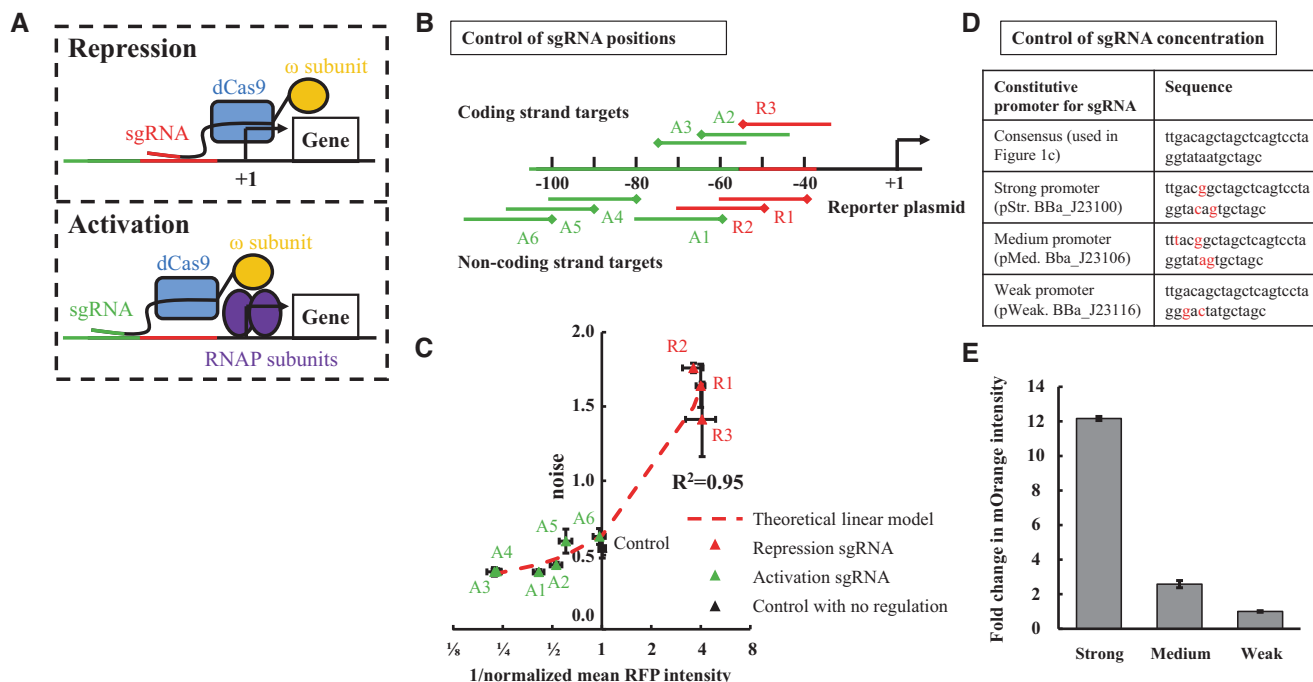 A
Repression
ω subunit
dCas9
sgRNA
Gene
+1
Activation
ω subunit
dCas9
sgRNA
Gene
RNAP subunits
B
Control of sgRNA positions
Coding strand targets
R3
A2
A3
-100
-80
-60
-40
+1
Reporter plasmid
A4
A5
A6
R1
R2
A1
Non-coding strand targets
C
2.0
1.5
1.0
0.5
0.0
noise
R2
R1
R3
R²=0.95
A6
A5
Control
A4
A3
A1
A2
Theoretical linear model
Repression sgRNA
Activation sgRNA
Control with no regulation
⅛ ¼ ½ 1 2 4 8
1/normalized mean RFP intensity
D
Control of sgRNA concentration
Constitutive promoter for sgRNA
Sequence
Consensus (used in Figure 1c)
ttgacagctagctcagtccta
ggtataatgctagc
Strong promoter
(pStr. BBa_J23100)
ttgacggctagctcagtccta
ggtacagtgctagc
Medium promoter
(pMed. Bba_J23106)
tttacggctagctcagtccta
ggtatagtgctagc
Weak promoter
(pWeak. BBa_J23116)
ttgacagctagctcagtccta
gggactatgctagc
E
Fold change in mOrange intensity
14
12
10
8
6
4
2
0
Strong Medium Weak